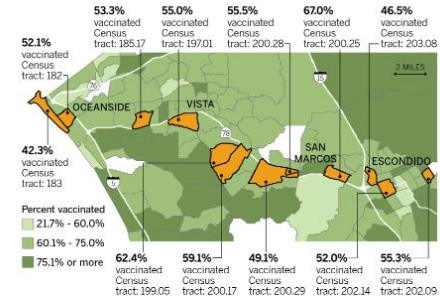 53.3%
vaccinated
Census
tract: 185.17
55.0%
vaccinated
Census
tract: 197.01
55.5%
vaccinated
Census
tract: 200.28
67.0%
vaccinated
Census
tract: 200.25
46.5%
vaccinated
Census
tract: 203.08
52.1%
vaccinated
Census
tract: 182
2 MILES
15
76
OCEANSIDE
VISTA
78
SAN
MARCOS
ESCONDIDO
42.3%
vaccinated
Census
tract: 183
5
Percent vaccinated
21.7% - 60.0%
60.1% - 75.0%
75.1% or more
62.4%
vaccinated
Census
tract: 199.05
59.1%
vaccinated
Census
tract: 200.17
49.1%
vaccinated
Census
tract: 200.29
52.0%
vaccinated
Census
tract: 202.14
55.3%
vaccinated
Census
tract: 202.09